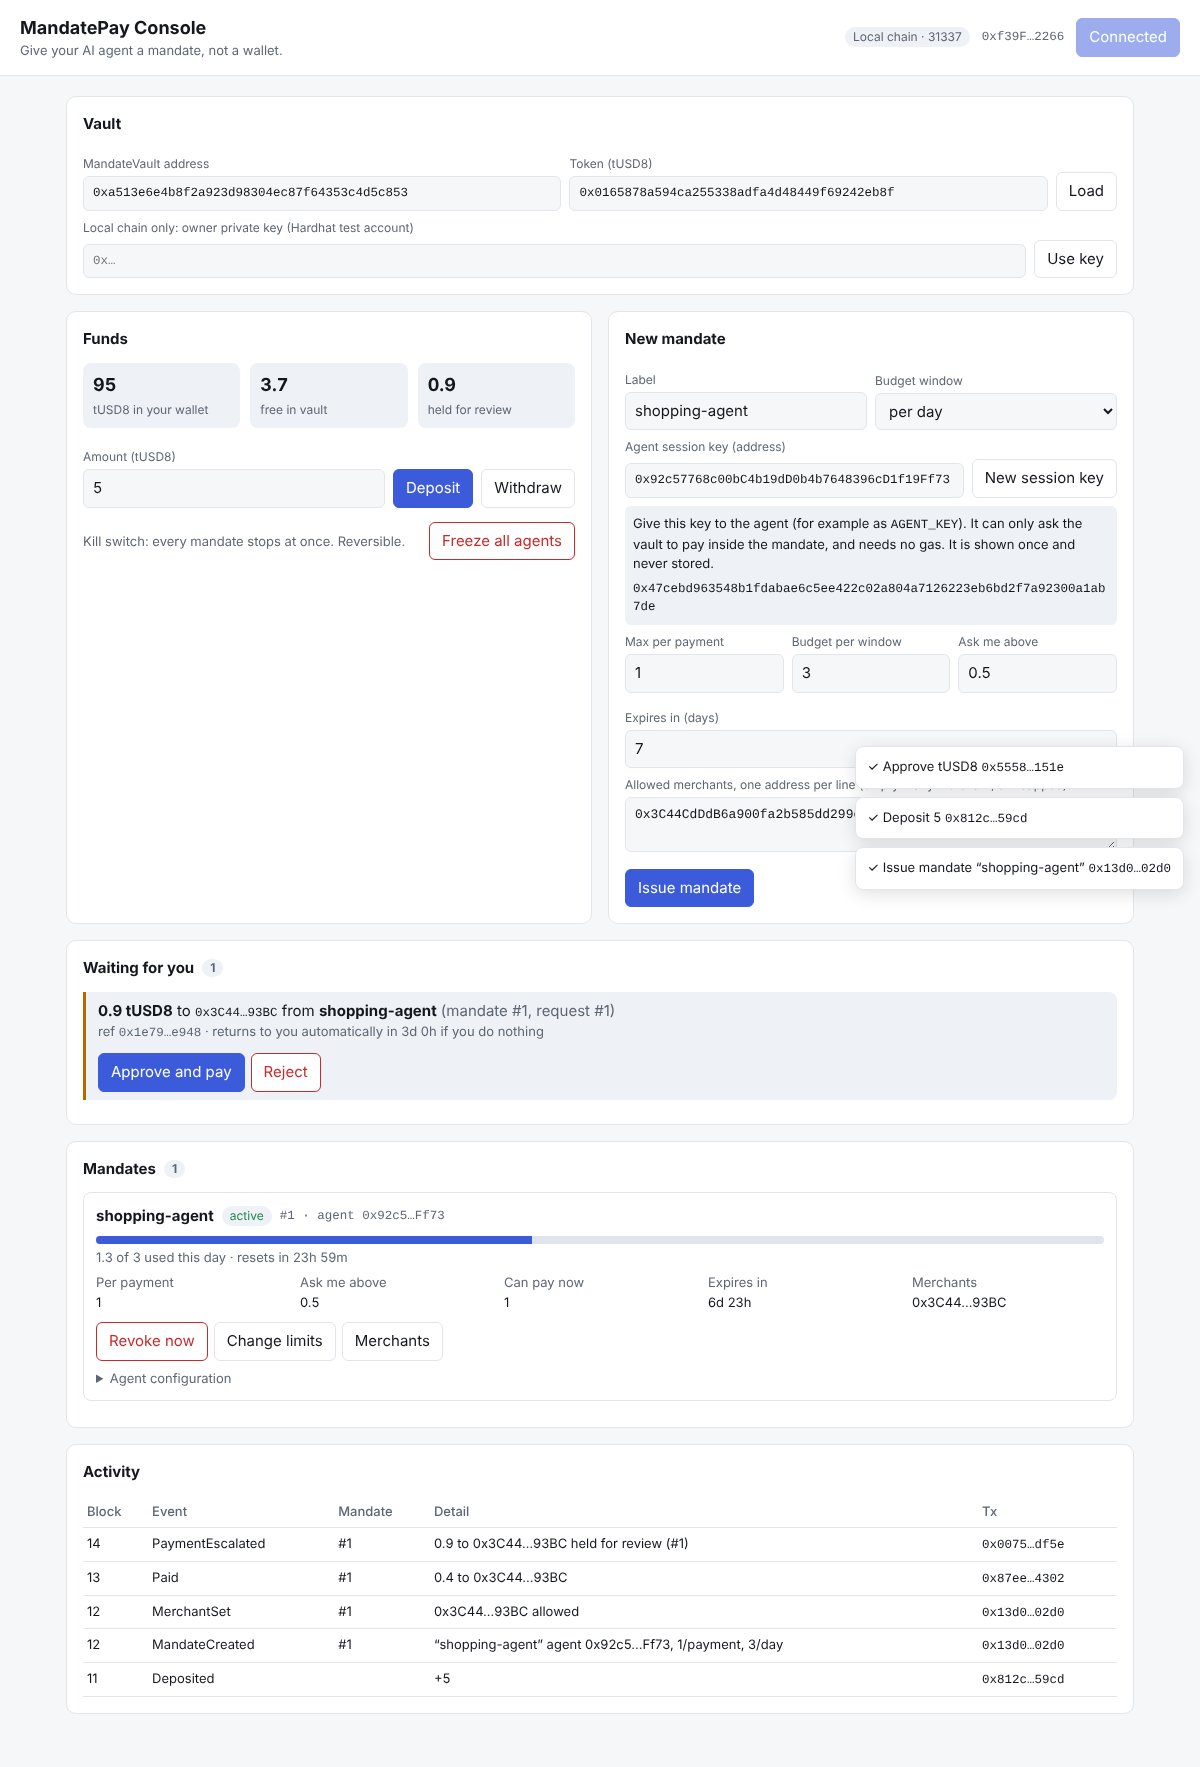 MandatePay Console
Give your AI agent a mandate, not a wallet.
Local chain · 31337
0xf39F…2266
Connected
Vault
MandateVault address
Token (tUSD8)
0xa513e6e4b8f2a923d98304ec87f64353c4d5c853
0x0165878a594ca255338adfa4d48449f69242eb8f
Load
Local chain only: owner private key (Hardhat test account)
0x…
Use key
Funds
95
tUSD8 in your wallet
3.7
free in vault
0.9
held for review
Amount (tUSD8)
5
Deposit
Withdraw
Kill switch: every mandate stops at once. Reversible.
Freeze all agents
New mandate
Label
Budget window
shopping-agent
per day
Agent session key (address)
0x92c57768c00bC4b19dD0b4b7648396cD1f19Ff73
New session key
Give this key to the agent (for example as AGENT_KEY). It can only ask the
vault to pay inside the mandate, and needs no gas. It is shown once and
never stored.
0x47cebd963548b1fdabae6c5ee422c02a804a7126223eb6bd2f7a92300a1ab
7de
Max per payment
Budget per window
Ask me above
1
3
0.5
Expires in (days)
7
Allowed merchants, one address per line
0x3C44CdDdB6a900fa2b585dd299
✓ Approve tUSD8 0x5558…151e
✓ Deposit 5 0x812c…59cd
✓ Issue mandate “shopping-agent” 0x13d0…02d0
Issue mandate
Waiting for you 1
0.9 tUSD8 to 0x3C44…93BC from shopping-agent (mandate #1, request #1)
ref 0x1e79…e948 · returns to you automatically in 3d 0h if you do nothing
Approve and pay
Reject
Mandates 1
shopping-agent active #1 · agent 0x92c5…Ff73
1.3 of 3 used this day · resets in 23h 59m
Per payment
Ask me above
Can pay now
Expires in
Merchants
1
0.5
1
6d 23h
0x3C44…93BC
Revoke now
Change limits
Merchants
▶ Agent configuration
Activity
Block Event Mandate Detail Tx
14 PaymentEscalated #1 0.9 to 0x3C44…93BC held for review (#1) 0x0075…df5e
13 Paid #1 0.4 to 0x3C44…93BC 0x87ee…4302
12 MerchantSet #1 0x3C44…93BC allowed 0x13d0…02d0
12 MandateCreated #1 “shopping-agent” agent 0x92c5…Ff73, 1/payment, 3/day 0x13d0…02d0
11 Deposited +5 0x812c…59cd